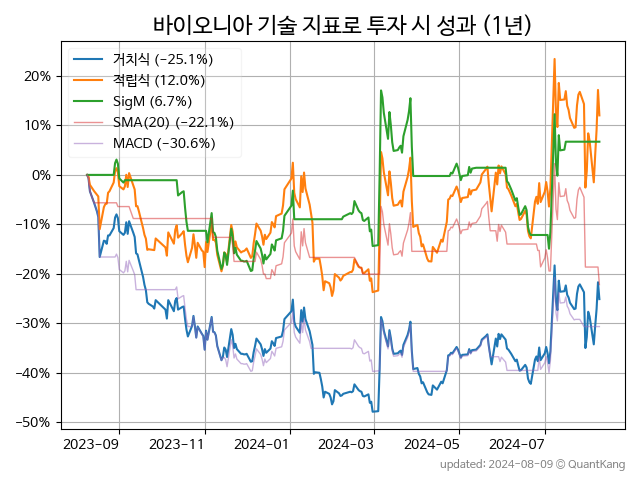 바이오니아 기술 지표로 투자 시 성과 (1년)
거치식 (−25.1%)
적립식 (12.0%)
SigM (6.7%)
SMA(20) (−22.1%)
MACD (−30.6%)
20%
10%
0%
−10%
−20%
−30%
−40%
−50%
2023-09
2023-11
2024-01
2024-03
2024-05
2024-07
updated: 2024-08-09 © QuantKang